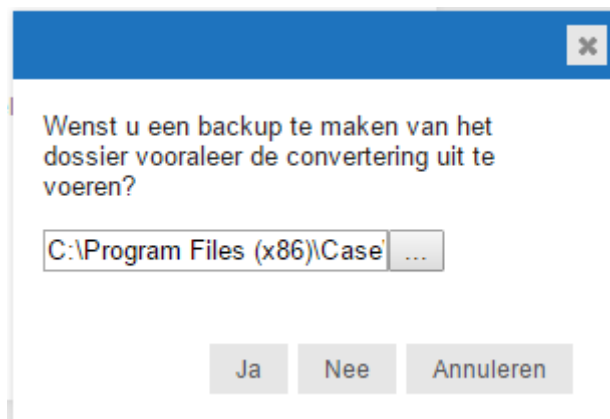 Wenst u een backup te maken van het
dossier vooraleer de convertering uit te
voeren?
C:\Program Files (x86)\Case\ ...
Ja Nee Annuleren